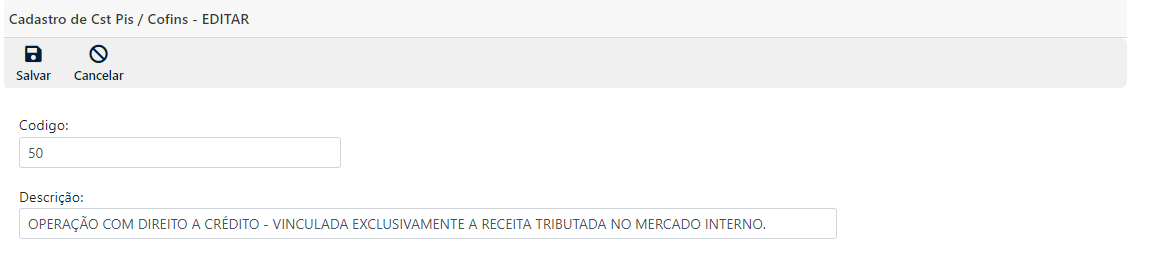 Cadastro de Cst Pis / Cofins - EDITAR
Salvar Cancelar
Codigo:
50
Descrição:
OPERAÇÃO COM DIREITO A CRÉDITO - VINCULADA EXCLUSIVAMENTE A RECEITA TRIBUTADA NO MERCADO INTERNO.